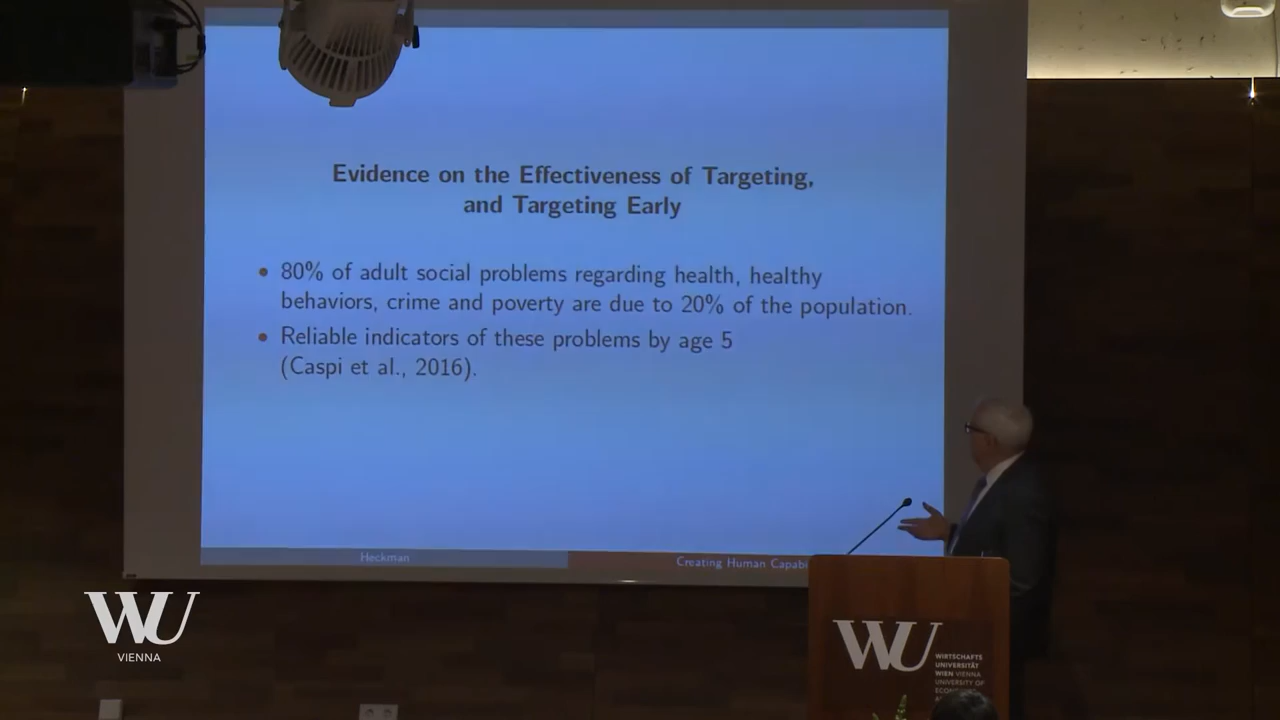 Evidence on the Effectiveness of Targeting,
and Targeting Early
• 80% of adult social problems regarding health, healthy
behaviors, crime and poverty are due to 20% of the population.
• Reliable indicators of these problems by age 5
(Caspi et al., 2016).
Heckman
Creating Human Capabi
WU
VIENNA
WU
WIRTSCHAFTS
UNIVERSITÄT
WIEN VIENNA
UNIVERSITY OF